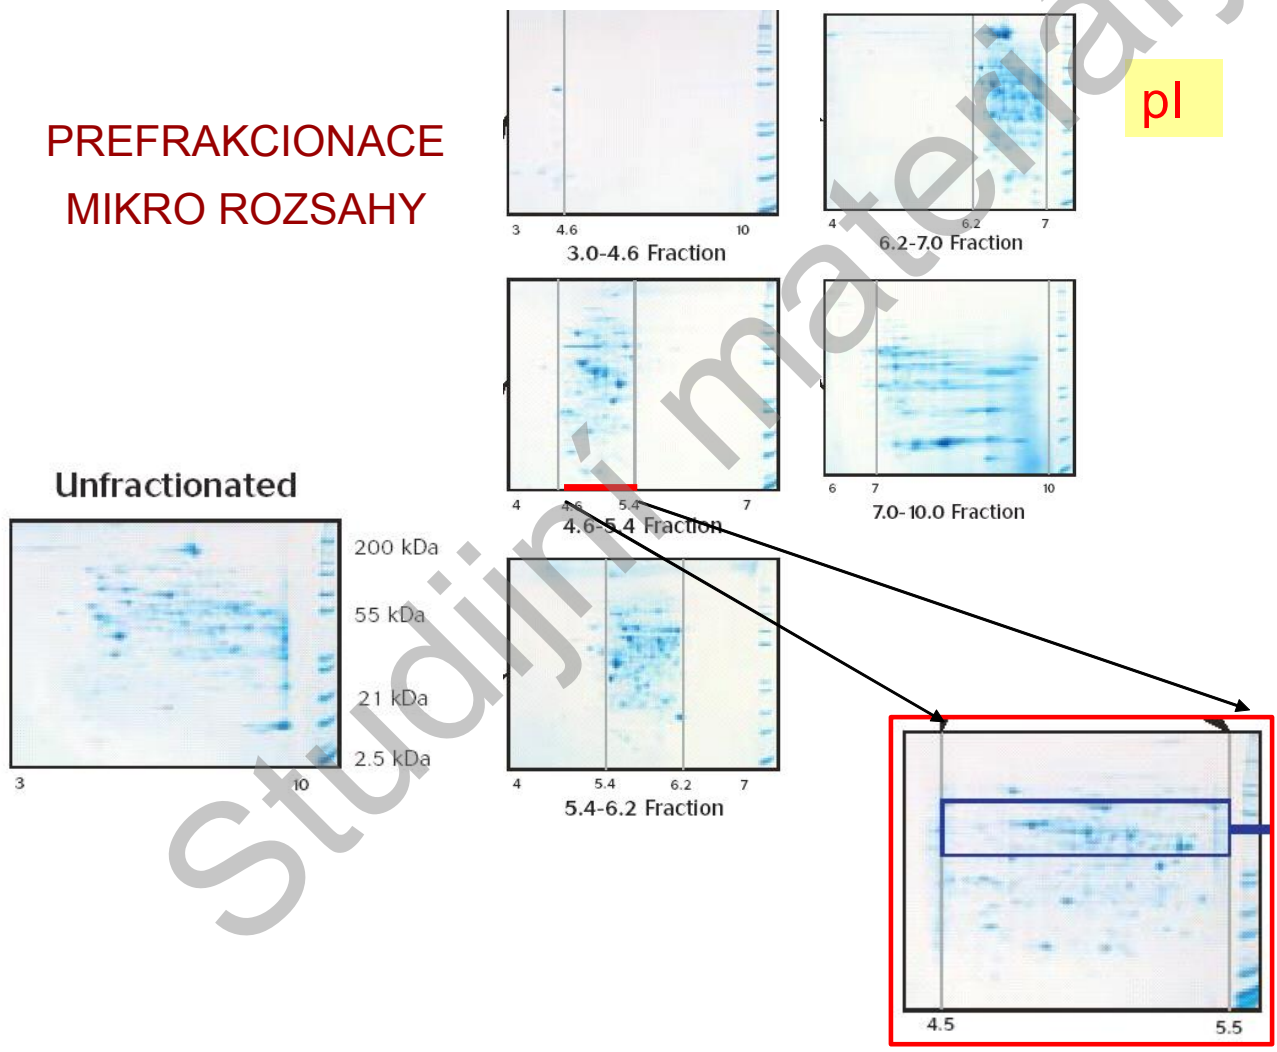 PREFRAKCIONACE
MIKRO ROZSAHY
pI
3 4.6 10
3.0-4.6 Fraction
4 6.2 7
6.2-7.0 Fraction
4 4.6 5.4 7
4.6-5.4 Fraction
6 7 10
7.0-10.0 Fraction
Unfractionated
200 kDa
55 kDa
21 kDa
2.5 kDa
3 10
4 5.4 6.2 7
5.4-6.2 Fraction
4.5 5.5
Studijní materiály